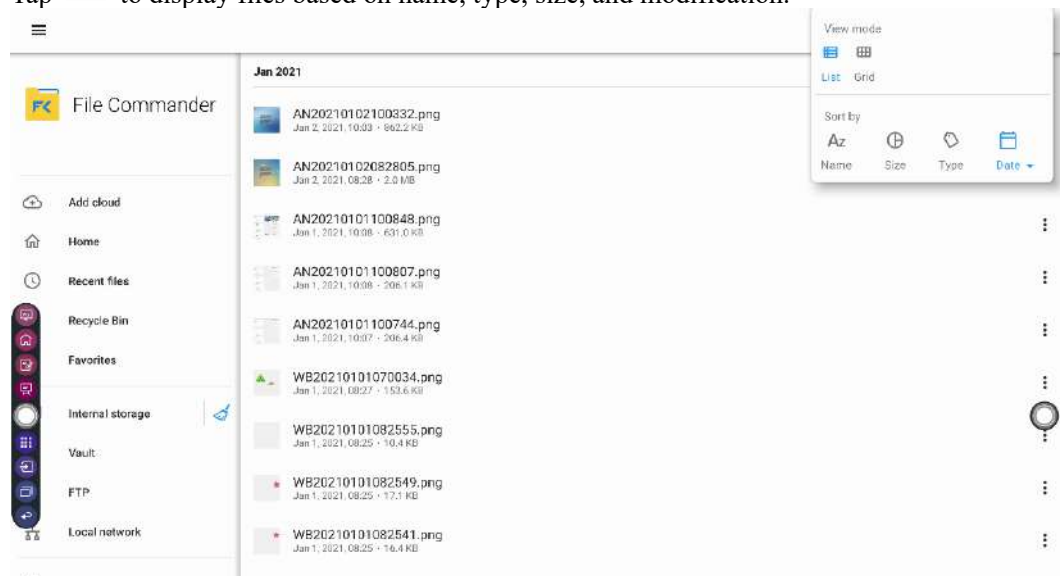 Tap to display files based on name, type, size, and modification.
View mode
List Grid
Sort by
Az
Name Size Type Date
Jan 2021
FK File Commander
Add cloud
Home
Recent files
Recycle Bin
Favorites
Internal storage
Vault
FTP
Local network
AN20210102100332.png
Jan 2, 2021, 10:03 · 862.2 KB
AN20210102082805.png
Jan 2, 2021, 08:28 · 2.0 MB
AN20210101100848.png
Jan 1, 2021, 10:08 · 631.0 KB
AN20210101100807.png
Jan 1, 2021, 10:08 · 206.1 KB
AN20210101100744.png
Jan 1, 2021, 10:07 · 206.4 KB
WB20210101070034.png
Jan 1, 2021, 08:27 · 153.6 KB
WB20210101082555.png
Jan 1, 2021, 08:25 · 10.4 KB
WB20210101082549.png
Jan 1, 2021, 08:25 · 17.1 KB
WB20210101082541.png
Jan 1, 2021, 08:25 · 16.4 KB